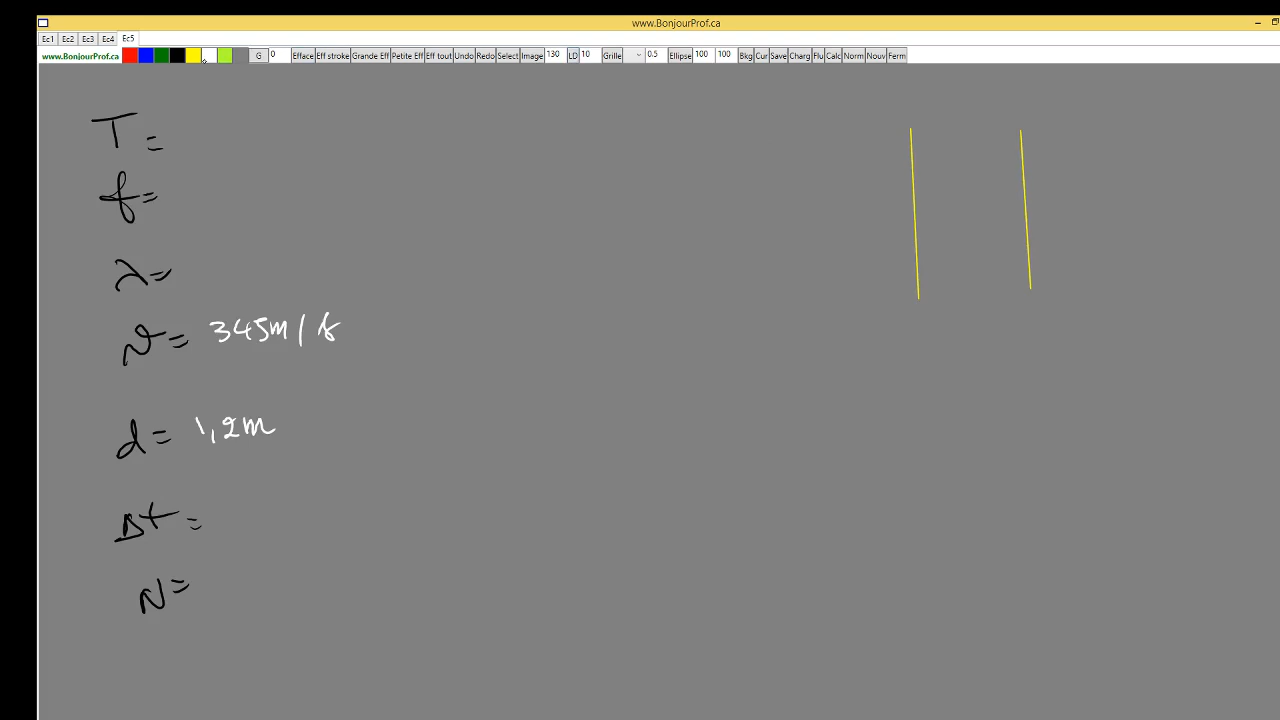 www.BonjourProf.ca
Ec1 Ec2 Ec3 Ec4 Ec5
www.BonjourProf.ca G 0 Efface Eff stroke Grande Eff Petite Eff Eff tout Undo Redo Select Image 130 LD 10 Grille 0.5 Ellipse 100 100 Bkg Cur Save Charg Flu Calc Norm Nouv Ferm
T =
f =
λ =
v = 345m/s
d = 1,2m
Δt =
N =